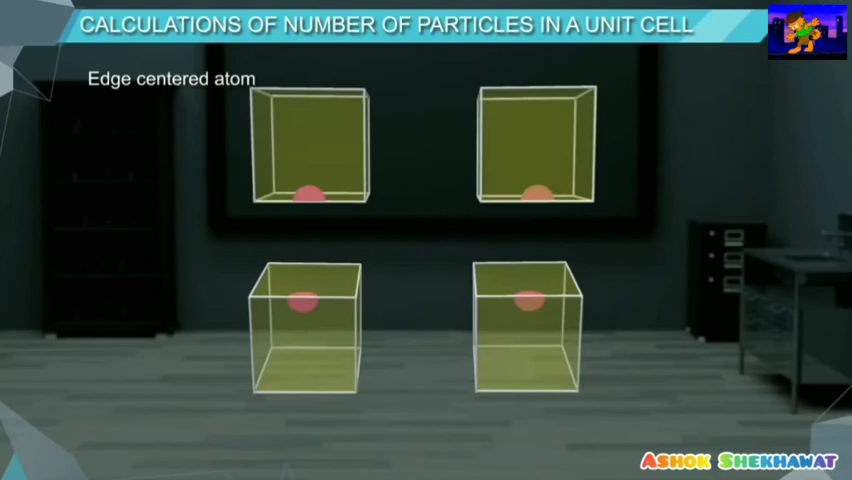 CALCULATIONS OF NUMBER OF PARTICLES IN A UNIT CELL
Edge centered atom
ASHOK SHEKHAWAT